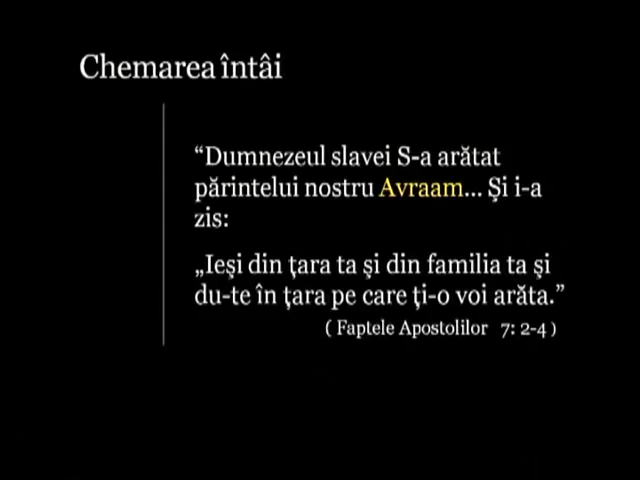 Chemarea întâi
“Dumnezeul slavei S-a arătat
părintelui nostru Avraam... Şi i-a
zis:
„Ieşi din ţara ta şi din familia ta şi
du-te în ţara pe care ţi-o voi arăta.”
( Faptele Apostolilor 7: 2-4 )